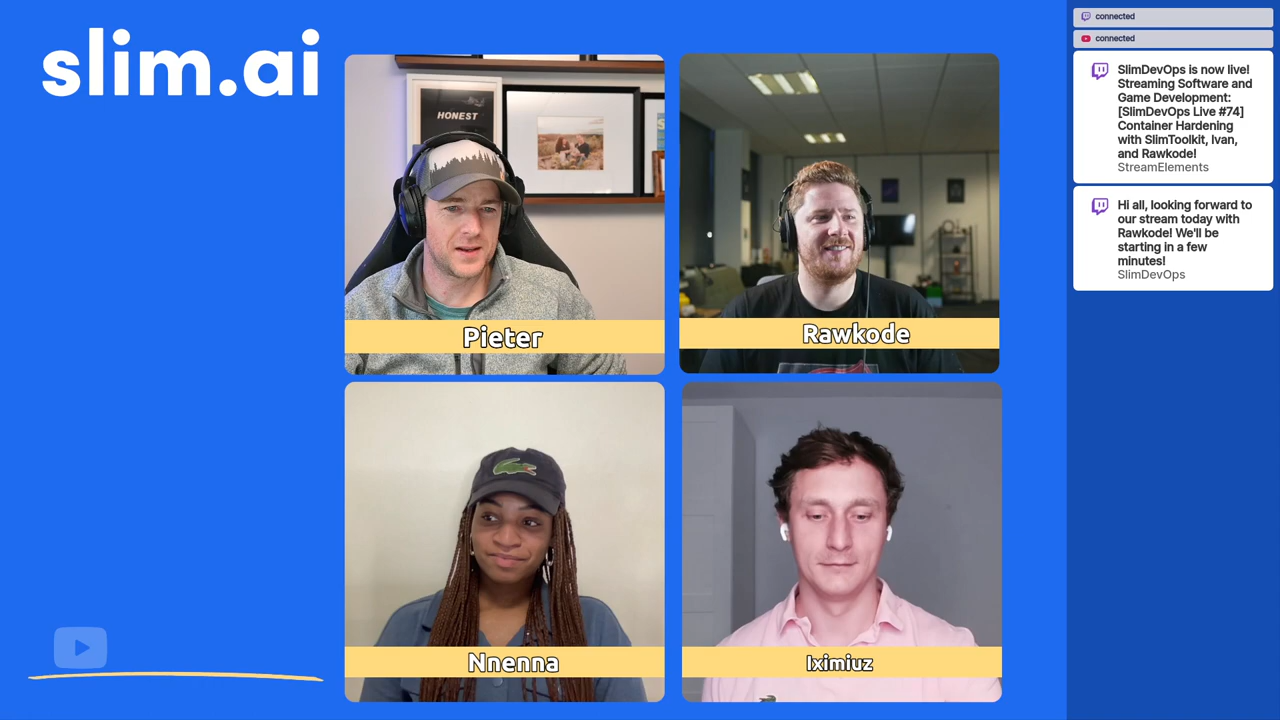 slim.ai
HONEST
Pieter
Rawkode
Nnenna
Iximiuz
connected
connected
SlimDevOps is now live!
Streaming Software and
Game Development:
[SlimDevOps Live #74]
Container Hardening
with SlimToolkit, Ivan,
and Rawkode!
StreamElements
Hi all, looking forward to
our stream today with
Rawkode! We'll be
starting in a few
minutes!
SlimDevOps